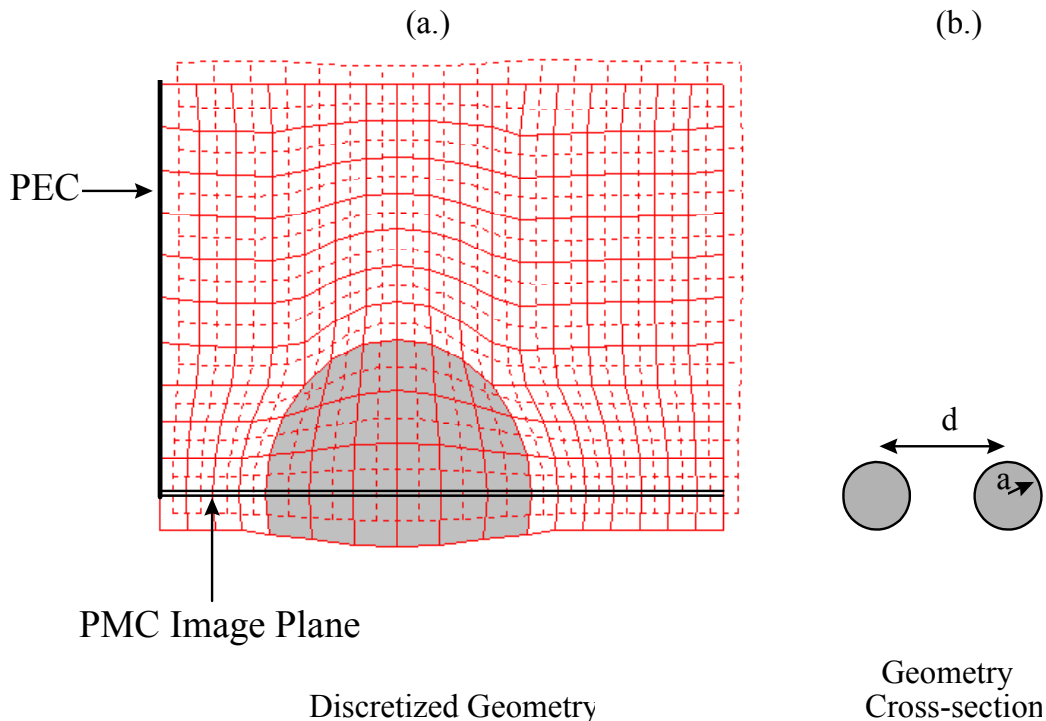 (a.)
(b.)
PEC
d
a
PMC Image Plane
Discretized Geometry
Geometry
Cross-section